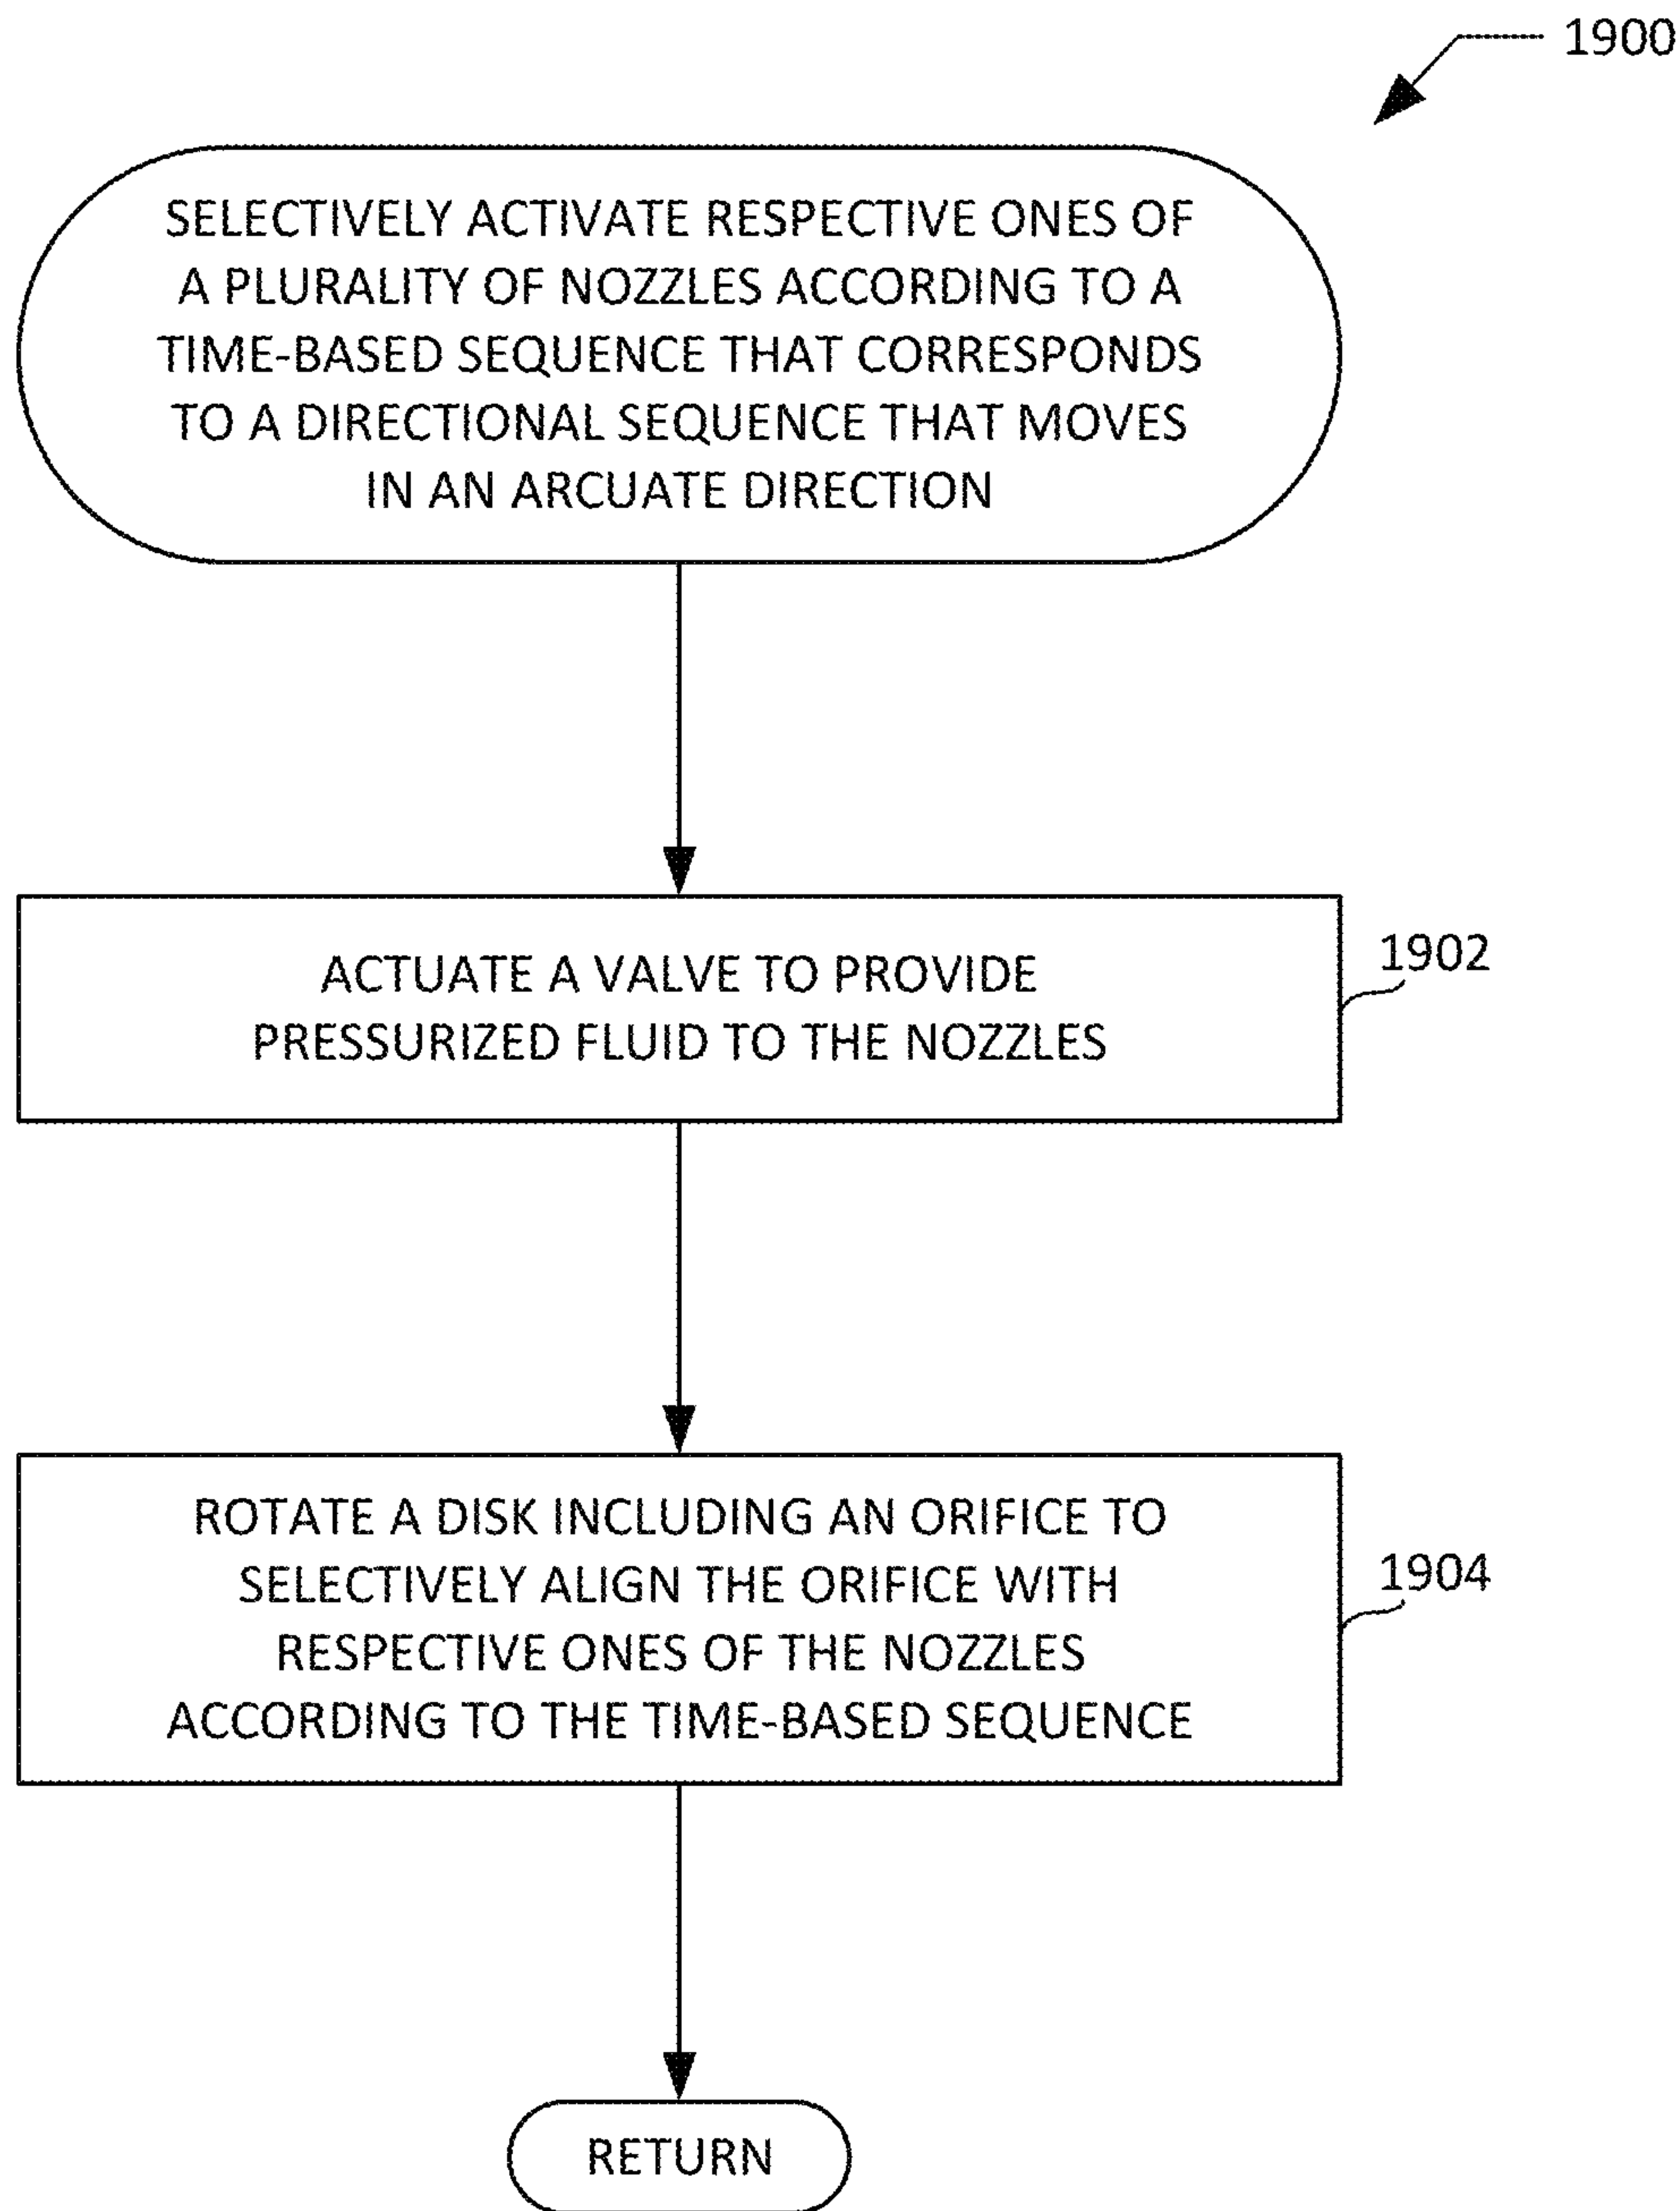 1900
SELECTIVELY ACTIVATE RESPECTIVE ONES OF
A PLURALITY OF NOZZLES ACCORDING TO A
TIME-BASED SEQUENCE THAT CORRESPONDS
TO A DIRECTIONAL SEQUENCE THAT MOVES
IN AN ARCUATE DIRECTION
ACTUATE A VALVE TO PROVIDE
PRESSURIZED FLUID TO THE NOZZLES
1902
ROTATE A DISK INCLUDING AN ORIFICE TO
SELECTIVELY ALIGN THE ORIFICE WITH
RESPECTIVE ONES OF THE NOZZLES
ACCORDING TO THE TIME-BASED SEQUENCE
1904
RETURN